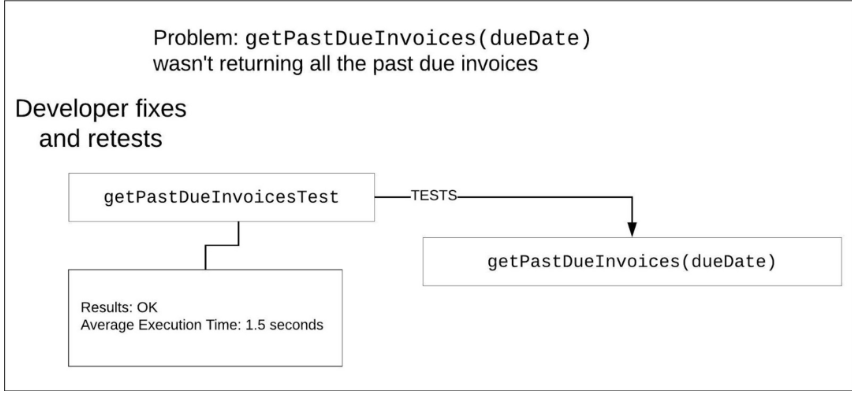 Problem: getPastDueInvoices(dueDate)
wasn't returning all the past due invoices
Developer fixes
and retests
getPastDueInvoicesTest
TESTS
getPastDueInvoices(dueDate)
Results: OK
Average Execution Time: 1.5 seconds